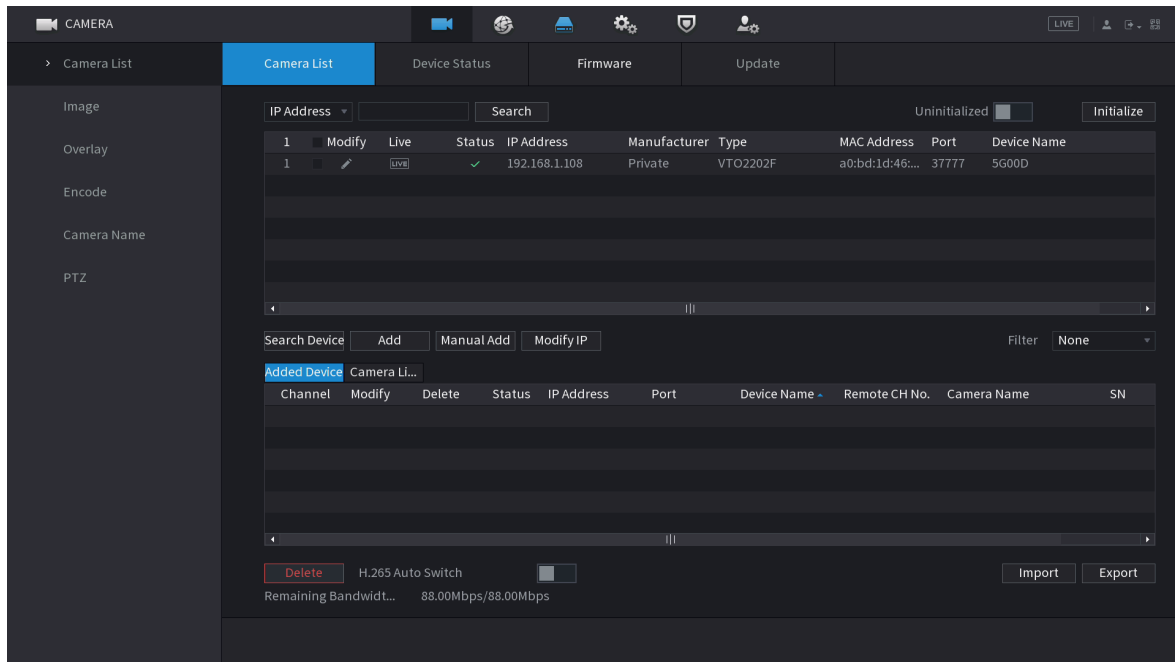 CAMERA LIVE
Camera List Camera List Device Status Firmware Update
Image
Overlay
Encode
Camera Name
PTZ
IP Address Search Uninitialized Initialize
1 Modify Live Status IP Address Manufacturer Type MAC Address Port Device Name
1 LIVE 192.168.1.108 Private VTO2202F a0:bd:1d:46:... 37777 5G00D
Search Device Add Manual Add Modify IP Filter None
Added Device Camera Li...
Channel Modify Delete Status IP Address Port Device Name Remote CH No. Camera Name SN
Delete H.265 Auto Switch Import Export
Remaining Bandwidt... 88.00Mbps/88.00Mbps